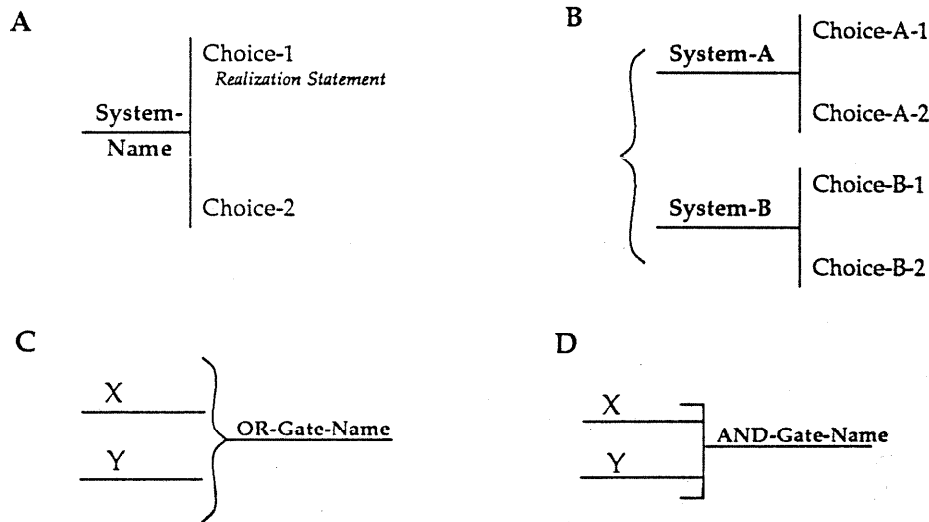 A
Choice-1
Realization Statement
System-
Name
Choice-2
B
System-A
Choice-A-1
Choice-A-2
System-B
Choice-B-1
Choice-B-2
C
X
Y
OR-Gate-Name
D
X
Y
AND-Gate-Name